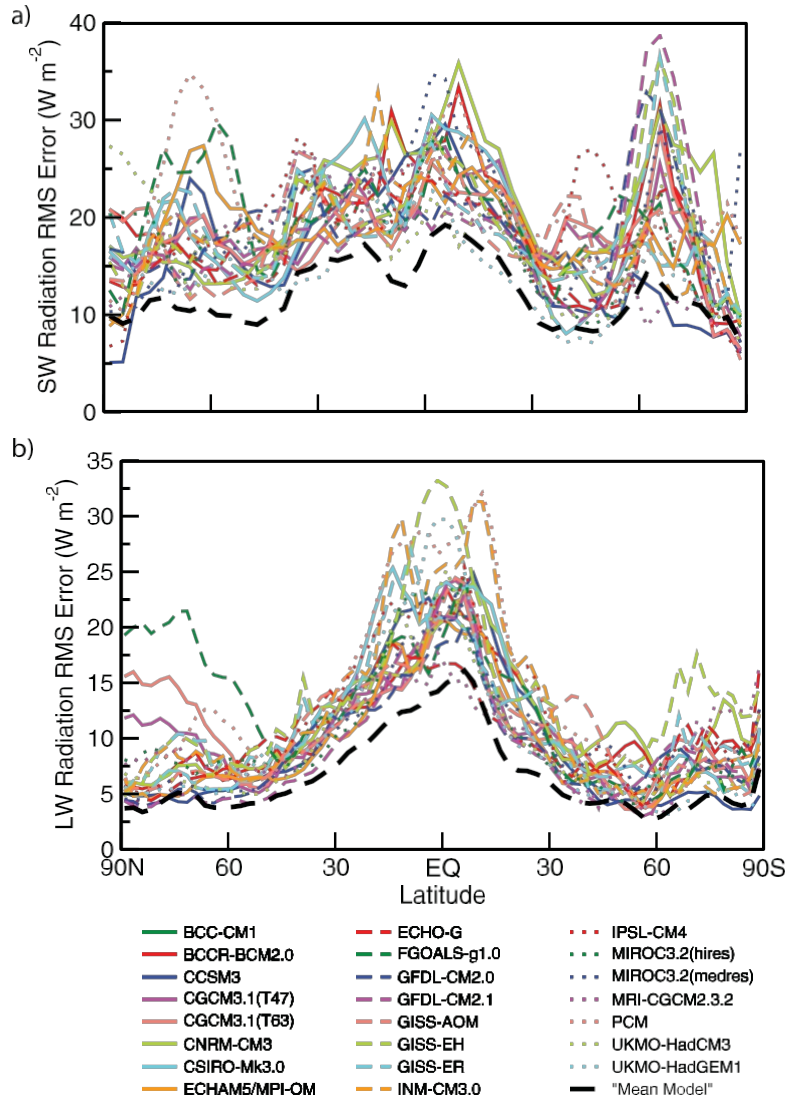 a)
40
30
20
10
0
SW Radiation RMS Error (W m-2)
b)
35
30
25
20
15
10
5
0
LW Radiation RMS Error (W m-2)
90N 60 30 EQ 30 60 90S
Latitude
BCC-CM1
BCCR-BCM2.0
CCSM3
CGCM3.1(T47)
CGCM3.1(T63)
CNRM-CM3
CSIRO-Mk3.0
ECHAM5/MPI-OM
ECHO-G
FGOALS-g1.0
GFDL-CM2.0
GFDL-CM2.1
GISS-AOM
GISS-EH
GISS-ER
INM-CM3.0
IPSL-CM4
MIROC3.2(hires)
MIROC3.2(medres)
MRI-CGCM2.3.2
PCM
UKMO-HadCM3
UKMO-HadGEM1
"Mean Model"